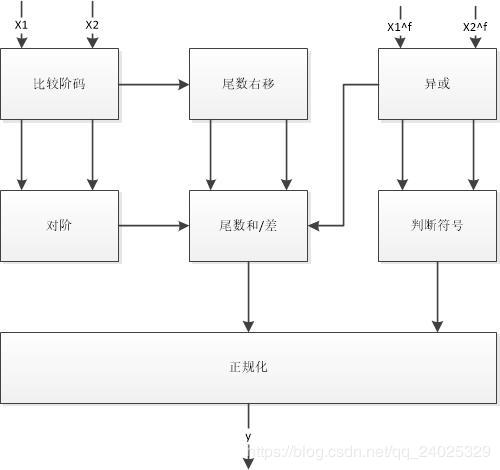 X1 X2 X1^f X2^f
比较阶码 尾数右移 异或
对阶 尾数和/差 判断符号
正规化
y
https://blog.csdn.net/qq_24025329